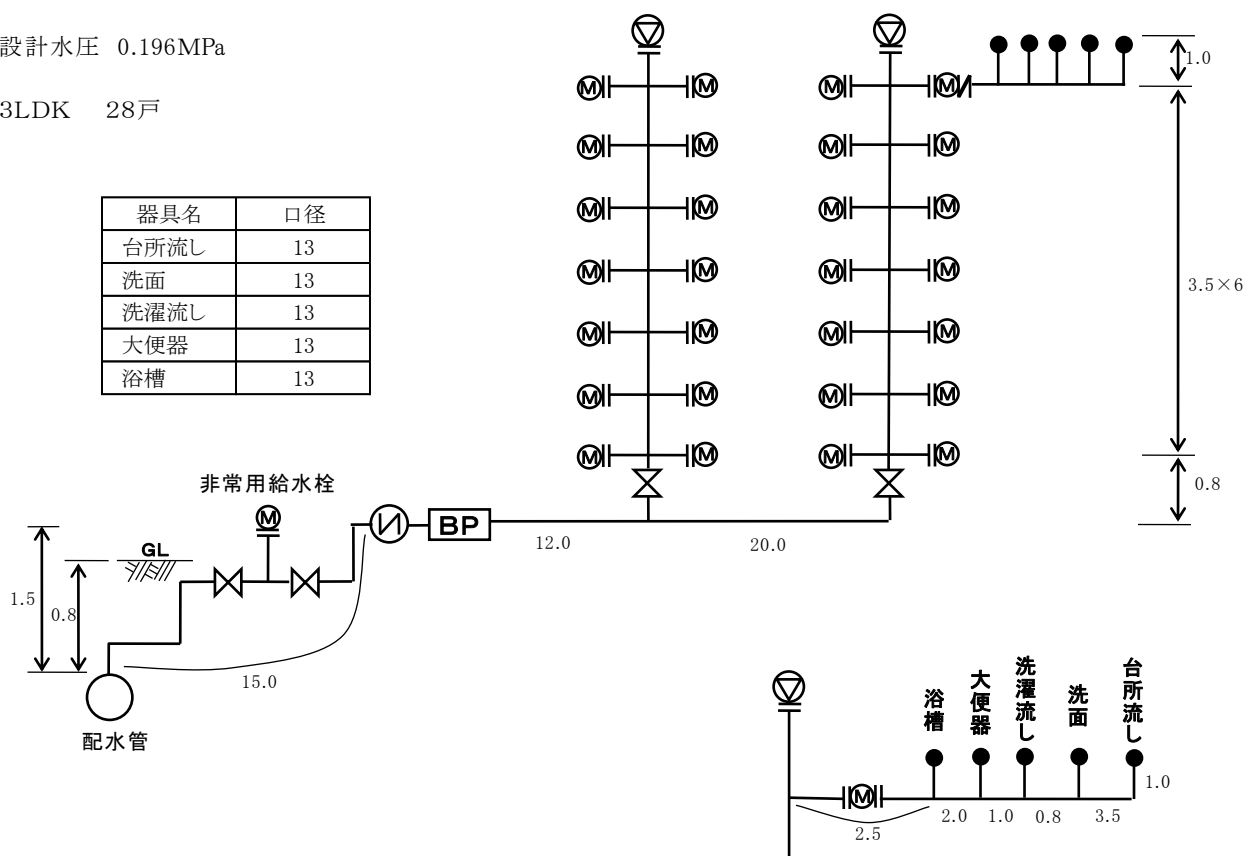 設計水圧 0.196MPa
3LDK 28戸
器具名 口径
台所流し 13
洗面 13
洗濯流し 13
大便器 13
浴槽 13
M M M M
M M M M
M M M M
M M M M
M M M M
M M M M
M M M M
1.0
3.5×6
0.8
非常用給水栓
M
BP
12.0
20.0
GL
1.5
0.8
15.0
配水管
浴槽
大便器
洗濯流し
洗面
台所流し
M
1.0
2.5
2.0
1.0
0.8
3.5